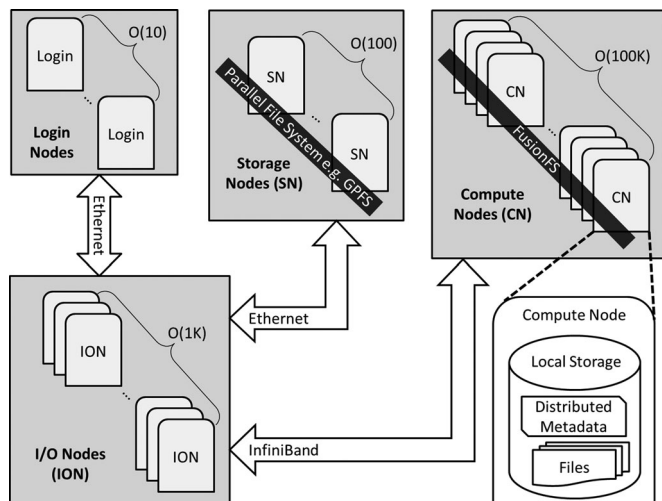 Login
O(10)
Login
Login
Nodes
SN
O(100)
SN
Parallel File System e.g. GPFS
Storage
Nodes (SN)
CN
O(100K)
CN
FusionFS
Compute
Nodes (CN)
Ethernet
Ethernet
InfiniBand
ION
O(1K)
ION
I/O Nodes
(ION)
Compute Node
Local Storage
Distributed
Metadata
Files